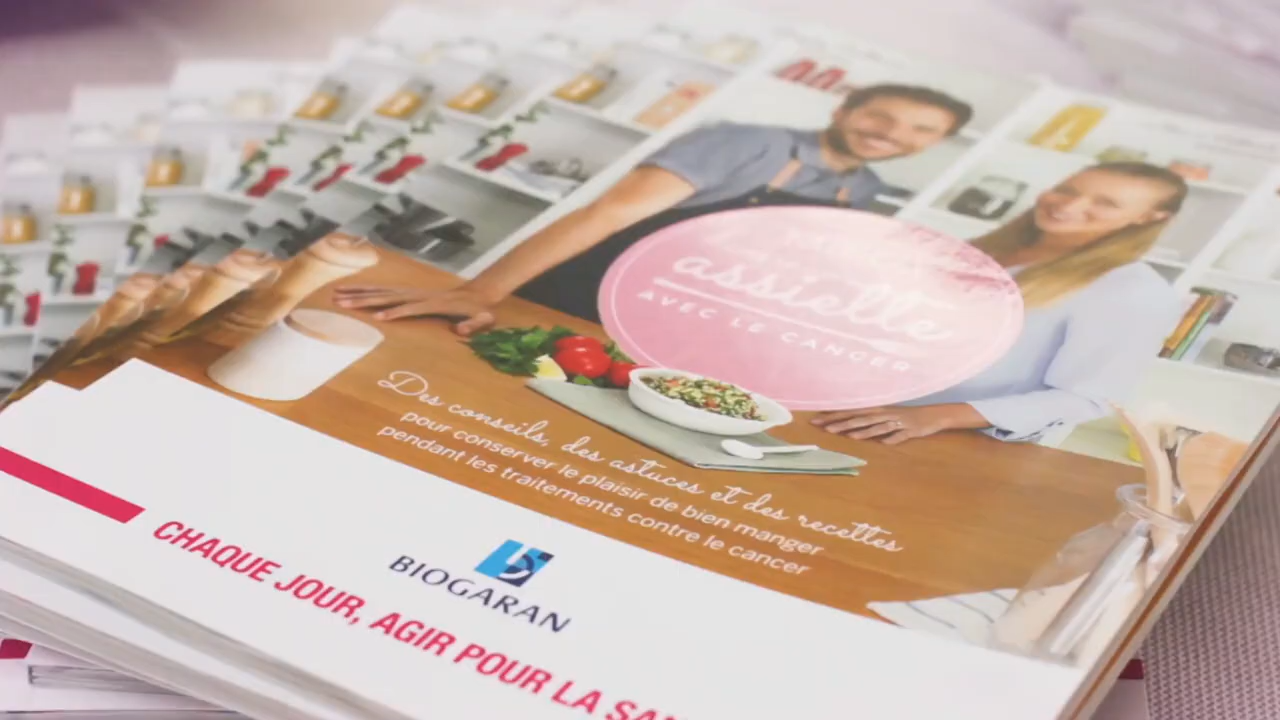 assiette
AVEC LE CANCER
Des conseils, des astuces et des recettes
pour conserver le plaisir de bien manger
pendant les traitements contre le cancer
BIOGARAN
CHAQUE JOUR, AGIR POUR LA